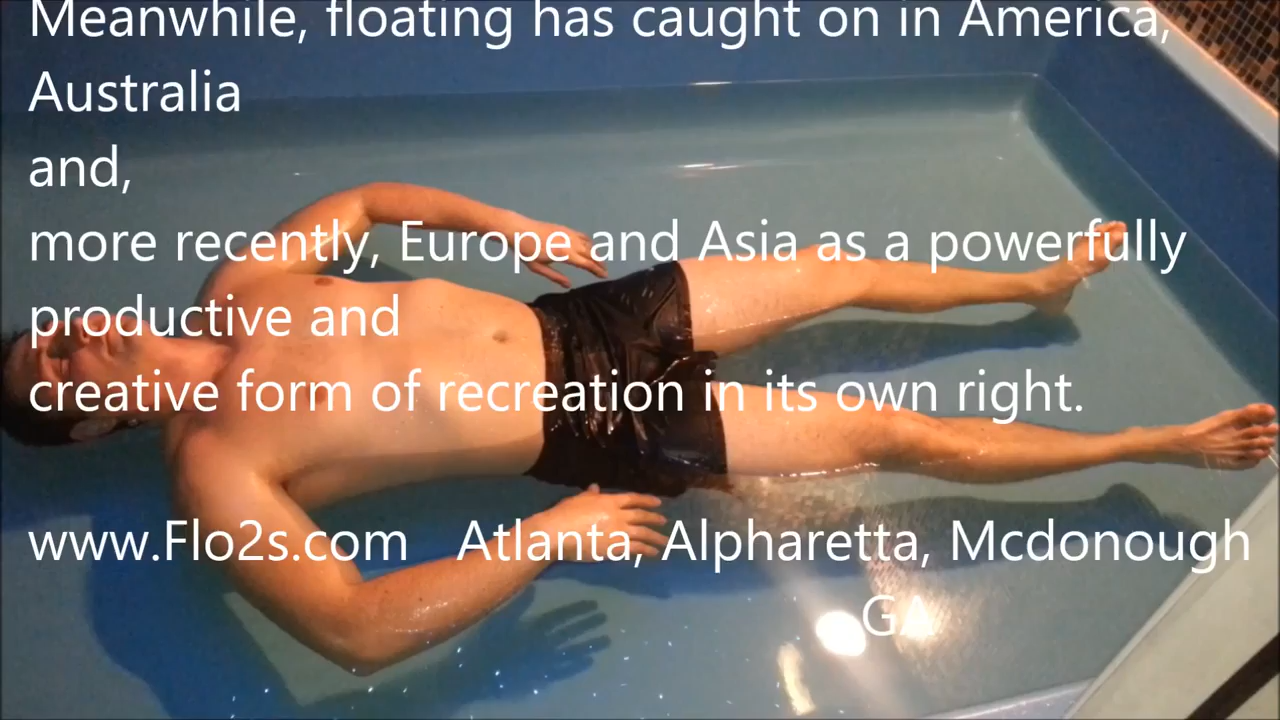 Meanwhile, floating has caught on in America,
Australia
and,
more recently, Europe and Asia as a powerfully
productive and
creative form of recreation in its own right.
www.Flo2s.com Atlanta, Alpharetta, Mcdonough
GA